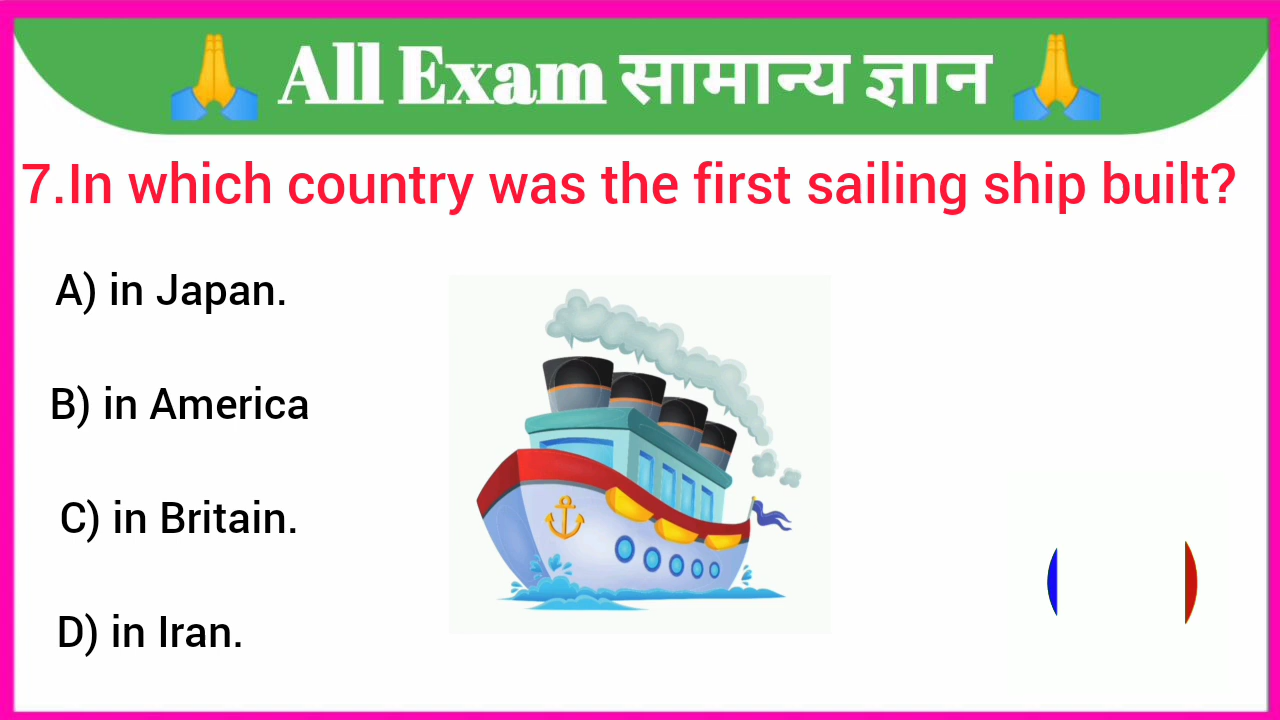 🙏 All Exam सामान्य ज्ञान 🙏
7.In which country was the first sailing ship built?
A) in Japan.
B) in America
C) in Britain.
D) in Iran.